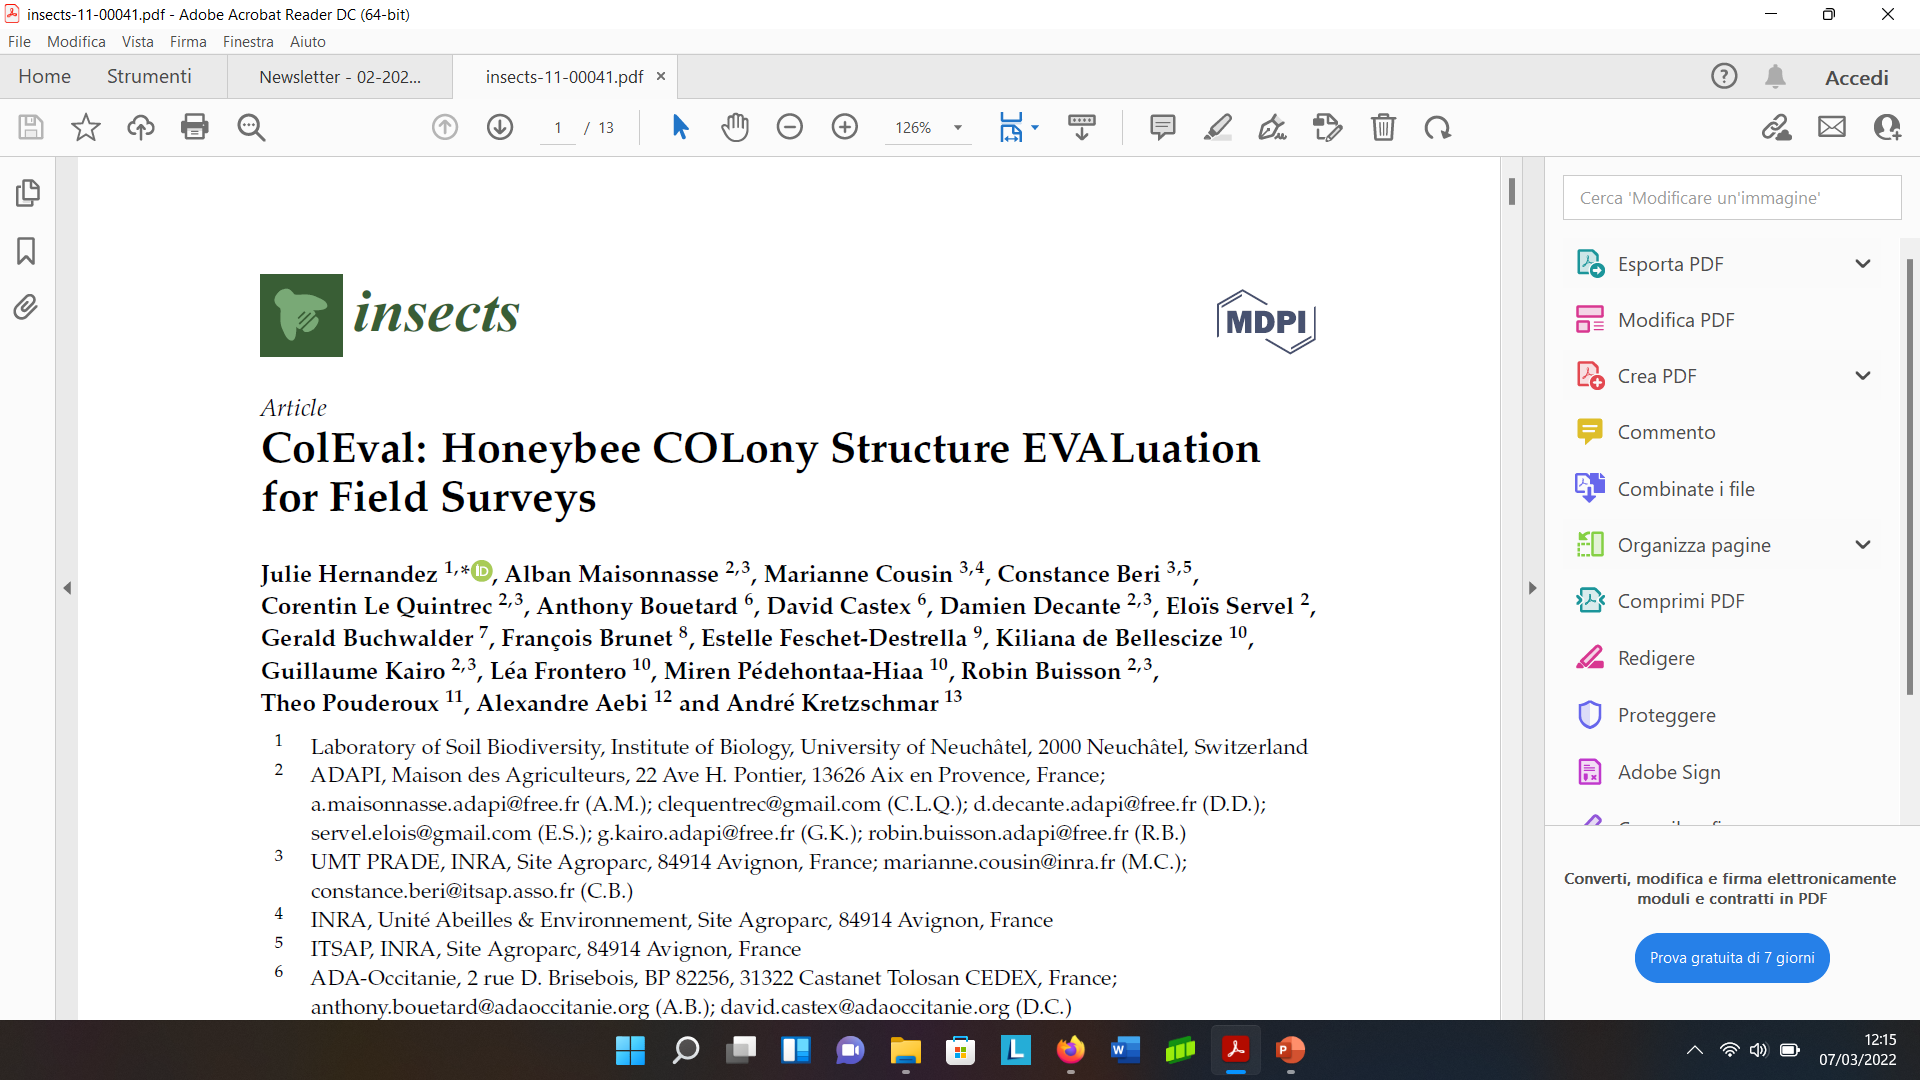 insects-11-00041.pdf - Adobe Acrobat Reader DC (64-bit)
File Modifica Vista Firma Finestra Aiuto
Home Strumenti Newsletter - 02-202... insects-11-00041.pdf × Accedi
1 / 13 126%
Cerca 'Modificare un'immagine'
Esporta PDF
Modifica PDF
Crea PDF
Commento
Combinate i file
Organizza pagine
Comprimi PDF
Redigere
Proteggere
Adobe Sign
Converti, modifica e firma elettronicamente
moduli e contratti in PDF
Prova gratuita di 7 giorni
insects
MDPI
Article
ColEval: Honeybee COLony Structure EVALuation
for Field Surveys
Julie Hernandez 1,* iD, Alban Maisonnasse 2,3, Marianne Cousin 3,4, Constance Beri 3,5,
Corentin Le Quintrec 2,3, Anthony Bouetard 6, David Castex 6, Damien Decante 2,3, Eloïs Servel 2,
Gerald Buchwalder 7, François Brunet 8, Estelle Feschet-Destrella 9, Kiliana de Bellescize 10,
Guillaume Kairo 2,3, Léa Frontero 10, Miren Pédehontaa-Hiaa 10, Robin Buisson 2,3,
Theo Pouderoux 11, Alexandre Aebi 12 and André Kretzschmar 13
1 Laboratory of Soil Biodiversity, Institute of Biology, University of Neuchâtel, 2000 Neuchâtel, Switzerland
2 ADAPI, Maison des Agriculteurs, 22 Ave H. Pontier, 13626 Aix en Provence, France;
a.maisonnasse.adapi@free.fr (A.M.); clequentrec@gmail.com (C.L.Q.); d.decante.adapi@free.fr (D.D.);
servel.elois@gmail.com (E.S.); g.kairo.adapi@free.fr (G.K.); robin.buisson.adapi@free.fr (R.B.)
3 UMT PRADE, INRA, Site Agroparc, 84914 Avignon, France; marianne.cousin@inra.fr (M.C.);
constance.beri@itsap.asso.fr (C.B.)
4 INRA, Unité Abeilles & Environnement, Site Agroparc, 84914 Avignon, France
5 ITSAP, INRA, Site Agroparc, 84914 Avignon, France
6 ADA-Occitanie, 2 rue D. Brisebois, BP 82256, 31322 Castanet Tolosan CEDEX, France;
anthony.bouetard@adaoccitanie.org (A.B.); david.castex@adaoccitanie.org (D.C.)
12:15
07/03/2022